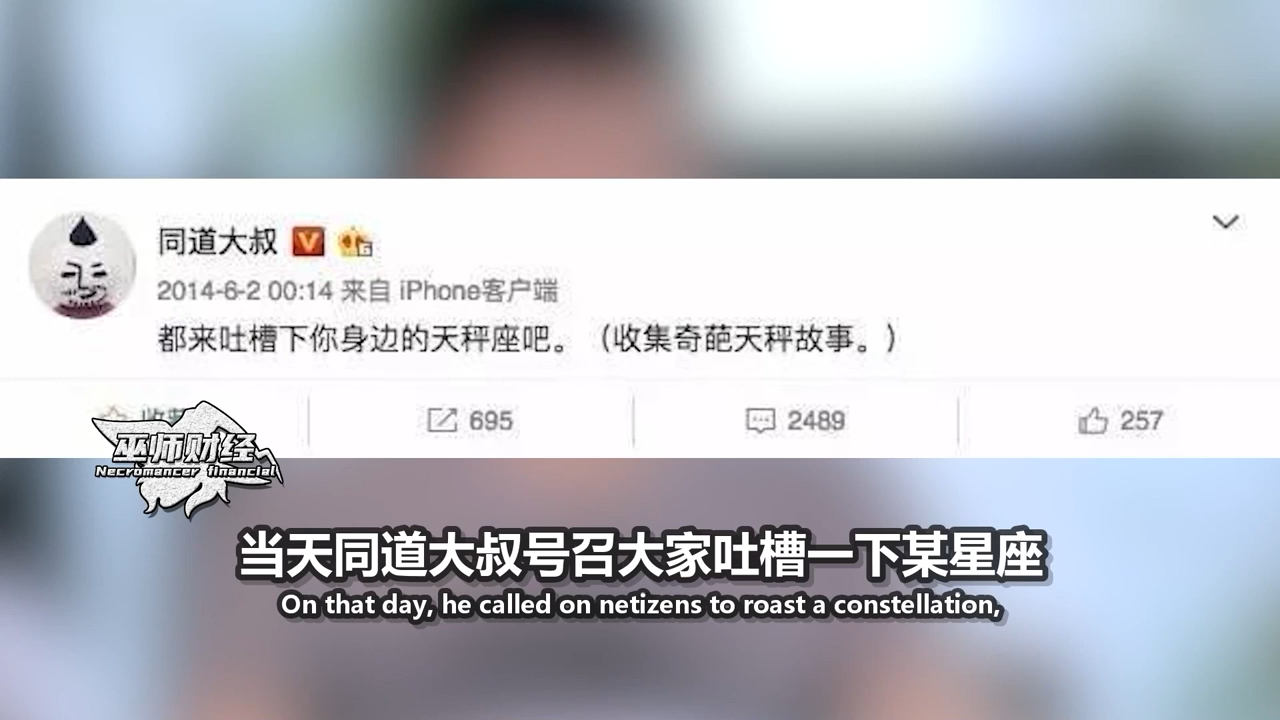 同道大叔
2014-6-2 00:14 来自 iPhone客户端
都来吐槽下你身边的天秤座吧。（收集奇葩天秤故事。）
695 2489 257
巫师财经
Necromancer financial
当天同道大叔号召大家吐槽一下某星座
On that day, he called on netizens to roast a constellation,